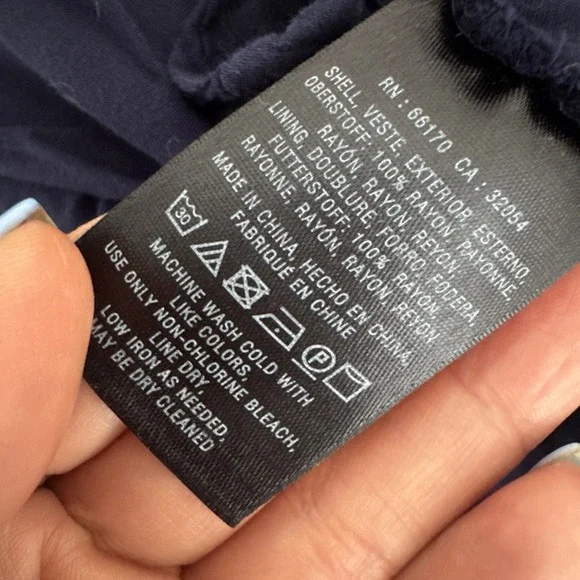 RN: 66170 CA: 32054
SHELL, VESTE, EXTERIOR, ESTERNO,
OBERSTOFF: 100% RAYON, PAYONNE,
RAYÓN, RAYON, REYON
LINING, DOUBLURE, FORRO, FODERA,
FUTTERSTOFF: 100% RAYON,
RAYONNE, RAYÓN, RAYON, REYON
MADE IN CHINA, HECHO EN CHINA,
FABRIQUÉ EN CHINE
30 P
MACHINE WASH COLD WITH
LIKE COLORS,
USE ONLY NON-CHLORINE BLEACH,
LINE DRY,
LOW IRON AS NEEDED,
MAY BE DRY CLEANED